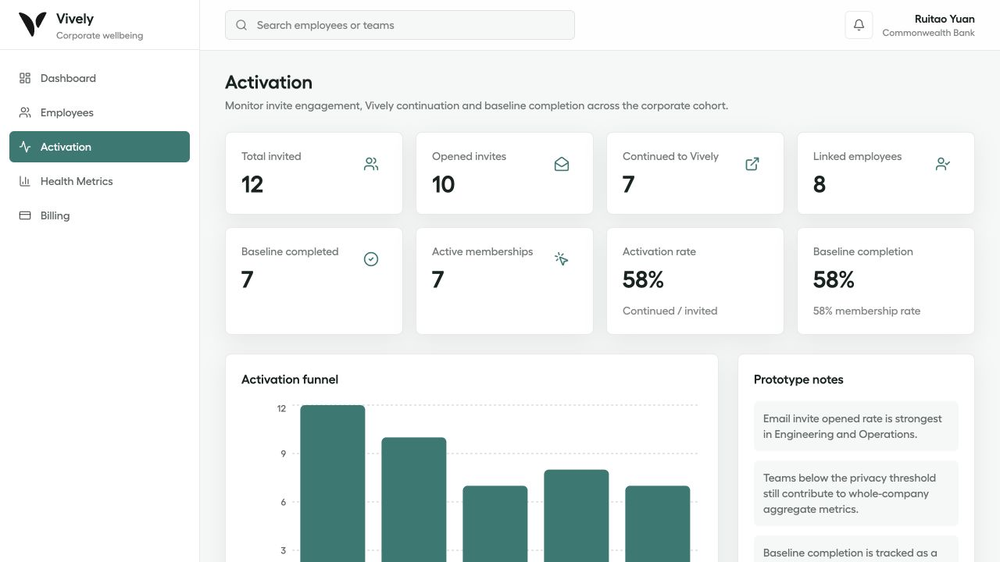 Vively
Corporate wellbeing
Search employees or teams
Ruitao Yuan
Commonwealth Bank
Dashboard
Employees
Activation
Health Metrics
Billing
Activation
Monitor invite engagement, Vively continuation and baseline completion across the corporate cohort.
Total invited
12
Opened invites
10
Continued to Vively
7
Linked employees
8
Baseline completed
7
Active memberships
7
Activation rate
58%
Continued / invited
Baseline completion
58%
58% membership rate
Activation funnel
12
9
6
3
Prototype notes
Email invite opened rate is strongest
in Engineering and Operations.
Teams below the privacy threshold
still contribute to whole-company
aggregate metrics.
Baseline completion is tracked as a